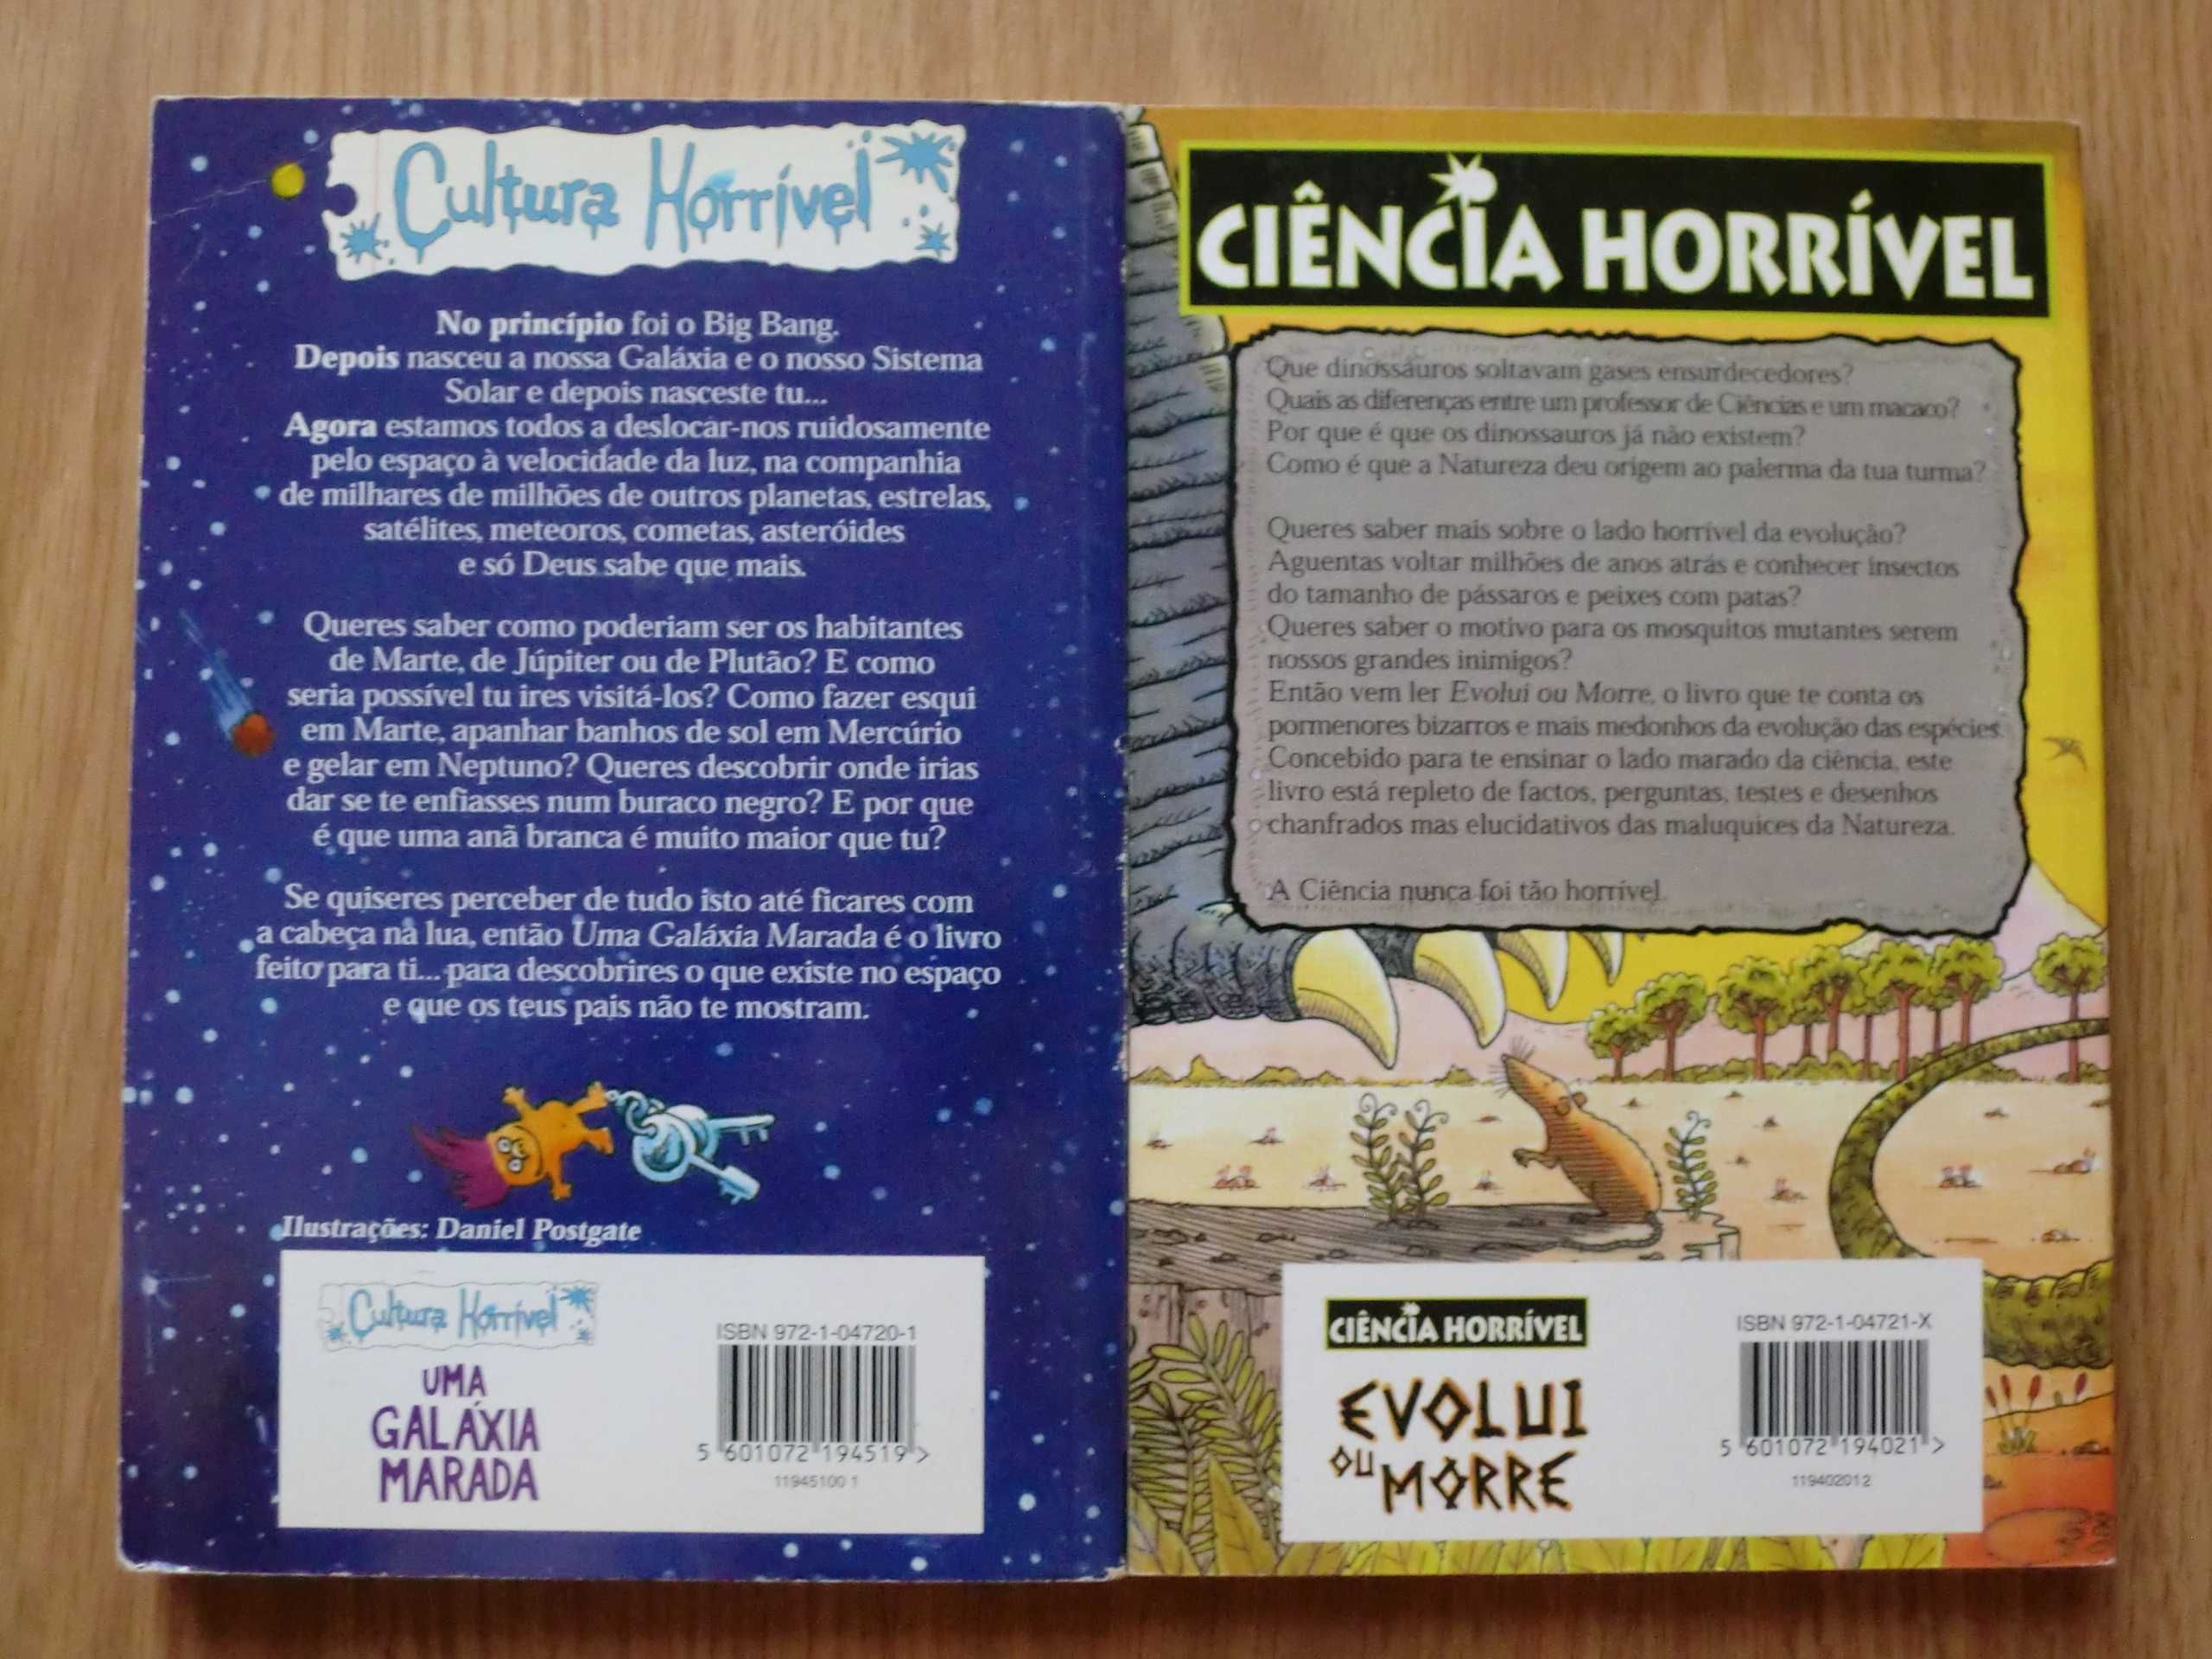 Cultura Horrível
No princípio foi o Big Bang.
Depois nasceu a nossa Galáxia e o nosso Sistema
Solar e depois nasceste tu...
Agora estamos todos a deslocar-nos ruidosamente
pelo espaço à velocidade da luz, na companhia
de milhares de milhões de outros planetas, estrelas,
satélites, meteoros, cometas, asteróides
e só Deus sabe que mais.
Queres saber como poderiam ser os habitantes
de Marte, de Júpiter ou de Plutão? E como
seria possível tu ires visitá-los? Como fazer esqui
em Marte, apanhar banhos de sol em Mercúrio
e gelar em Neptuno? Queres descobrir onde irias
dar se te enfiasses num buraco negro? E por que
é que uma anã branca é muito maior que tu?
Se quiseres perceber de tudo isto até ficares com
a cabeça na lua, então Uma Galáxia Marada é o livro
feito para ti... para descobrires o que existe no espaço
e que os teus pais não te mostram.
Ilustrações: Daniel Postgate
Cultura Horrível
UMA
GALÁXIA
MARADA
ISBN 972-1-04720-1
5 601072 194519 >
11945100 1
CIÊNCIA HORRÍVEL
Que dinossauros soltavam gases ensurdecedores?
Quais as diferenças entre um professor de Ciências e um macaco?
Por que é que os dinossauros já não existem?
Como é que a Natureza deu origem ao palerma da tua turma?
Queres saber mais sobre o lado horrível da evolução?
Aguentas voltar milhões de anos atrás e conhecer insectos
do tamanho de pássaros e peixes com patas?
Queres saber o motivo para os mosquitos mutantes serem
nossos grandes inimigos?
Então vem ler Evolui ou Morre, o livro que te conta os
pormenores bizarros e mais medonhos da evolução das espécies.
Concebido para te ensinar o lado marado da ciência, este
livro está repleto de factos, perguntas, testes e desenhos
chanfrados mas elucidativos das maluquices da Natureza.
A Ciência nunca foi tão horrível.
CIÊNCIA HORRÍVEL
EVOLUI
OU MORRE
ISBN 972-1-04721-X
5 601072 194021 >
11940201 2